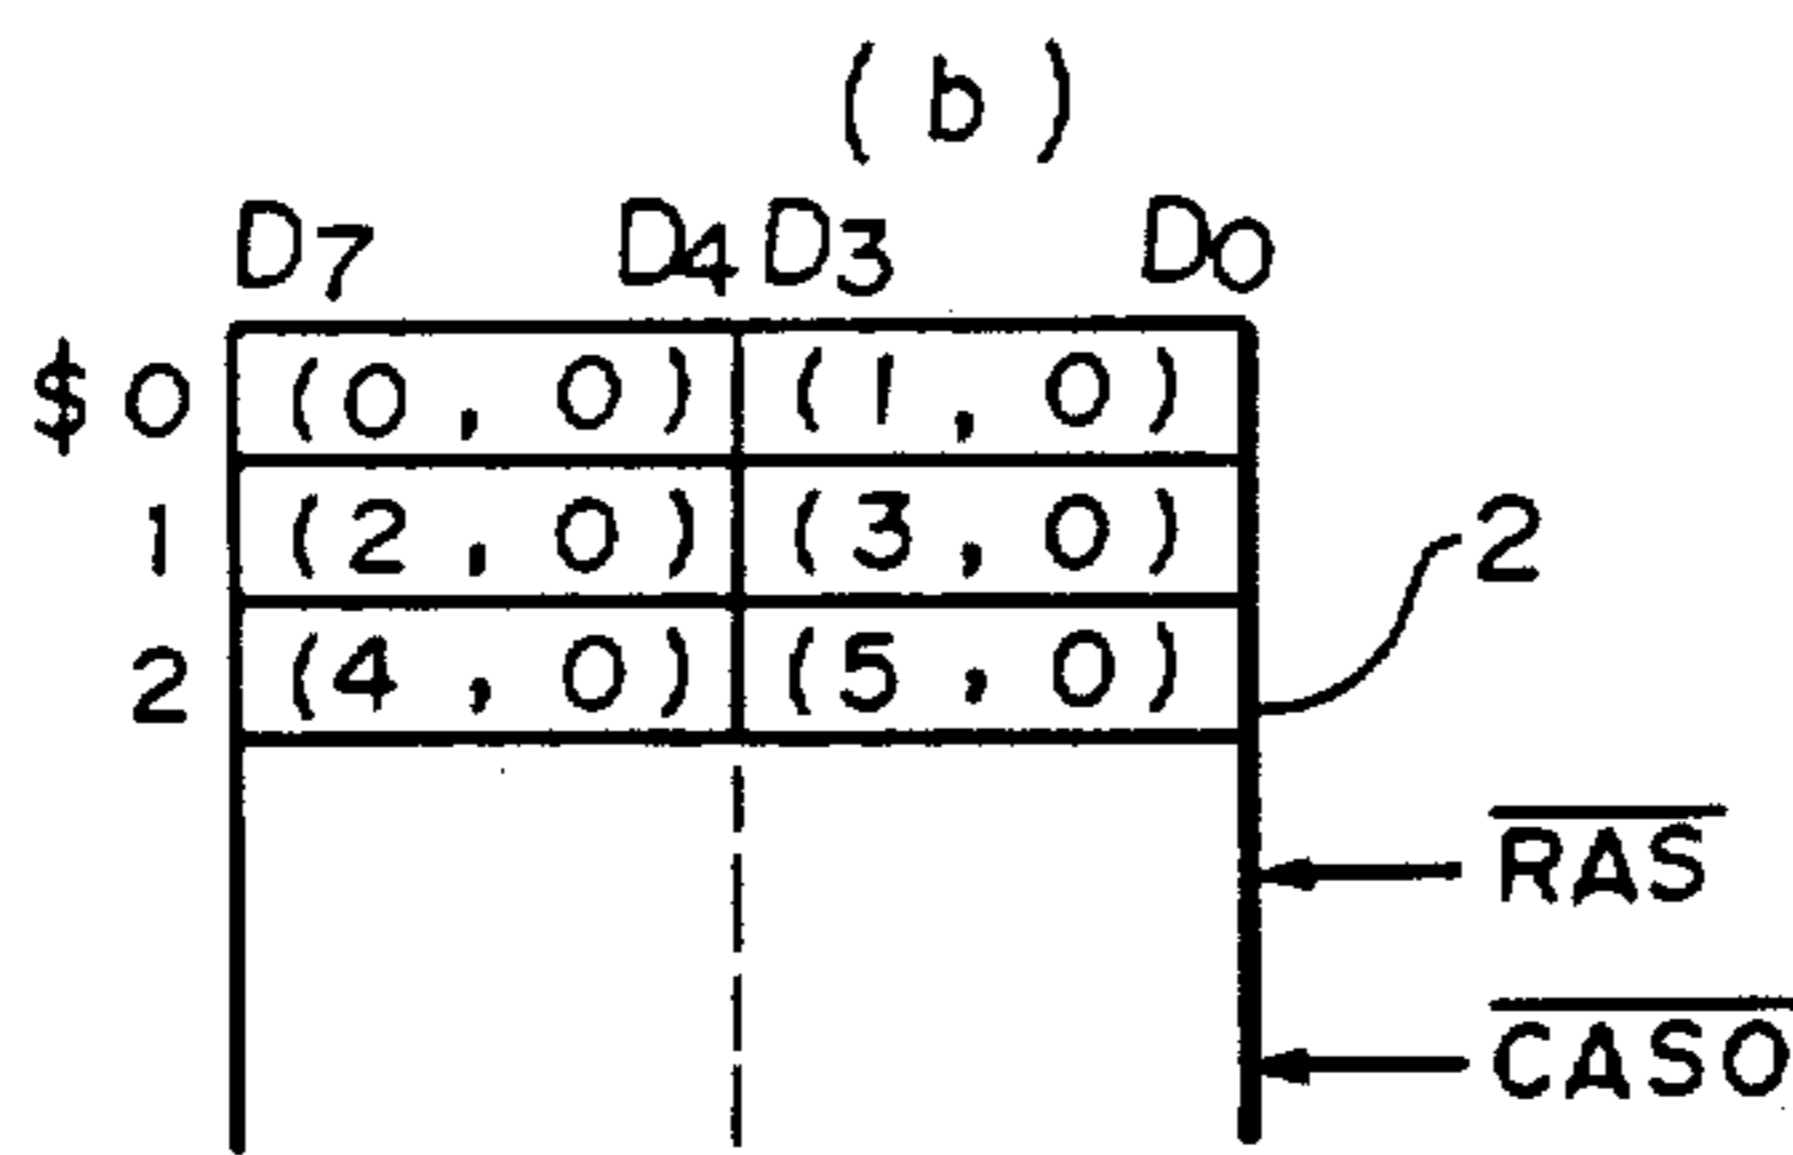 (b)
D7 D4 D3 D0
$0 (0, 0) (1, 0)
1 (2, 0) (3, 0) 2
2 (4, 0) (5, 0)
RAS
CAS0